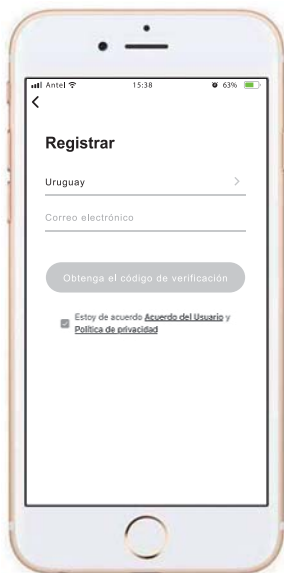 Antel 15:38 63%
Registrar
Uruguay
Correo electrónico
Obtenga el código de verificación
Estoy de acuerdo Acuerdo del Usuario y
Política de privacidad